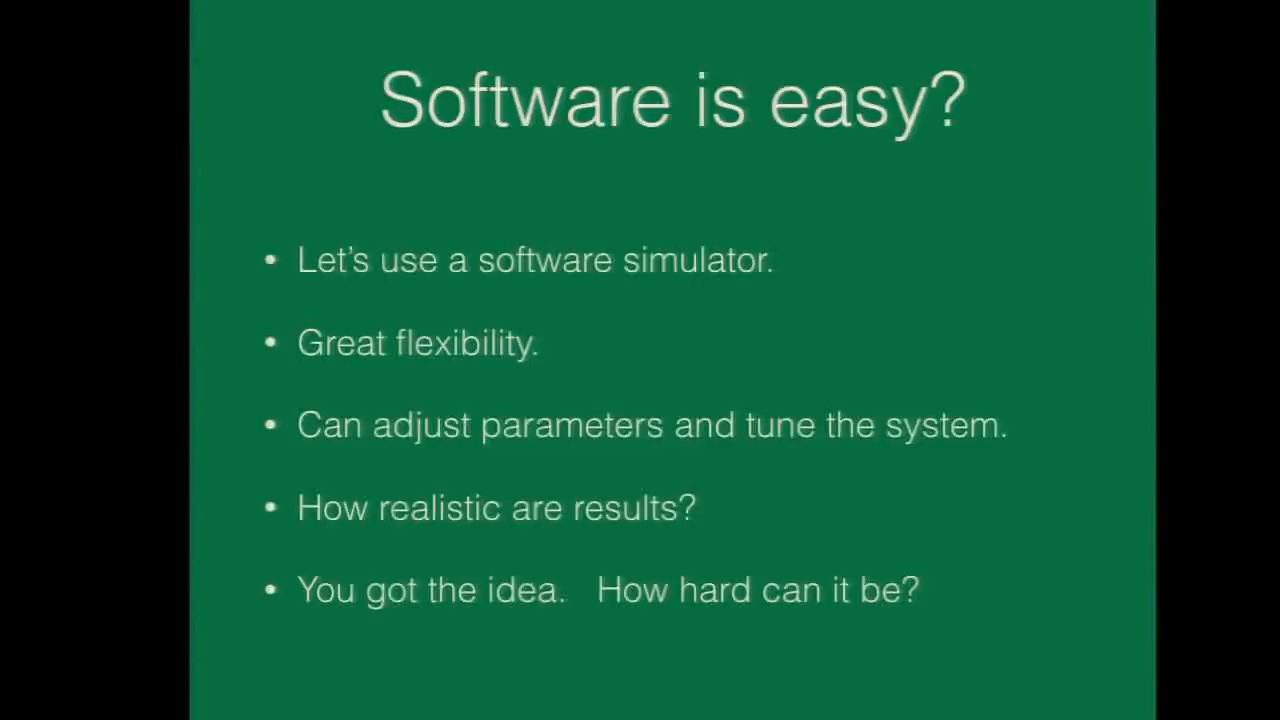 Software is easy?
• Let's use a software simulator.
• Great flexibility.
• Can adjust parameters and tune the system.
• How realistic are results?
• You got the idea. How hard can it be?